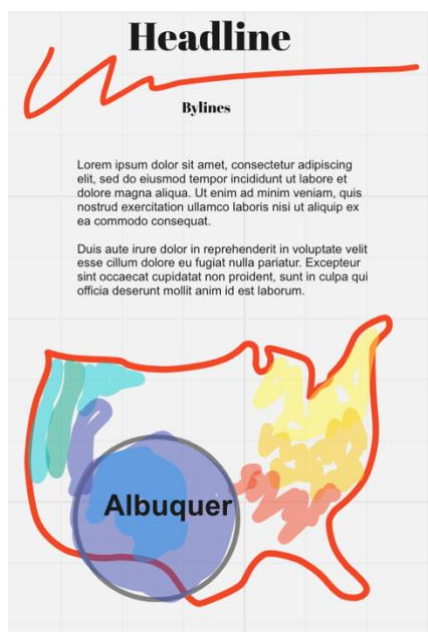 Headline
Bylines
Lorem ipsum dolor sit amet, consectetur adipiscing
elit, sed do eiusmod tempor incididunt ut labore et
dolore magna aliqua. Ut enim ad minim veniam, quis
nostrud exercitation ullamco laboris nisi ut aliquip ex
ea commodo consequat.
Duis aute irure dolor in reprehenderit in voluptate velit
esse cillum dolore eu fugiat nulla pariatur. Excepteur
sint occaecat cupidatat non proident, sunt in culpa qui
officia deserunt mollit anim id est laborum.
Albuquer